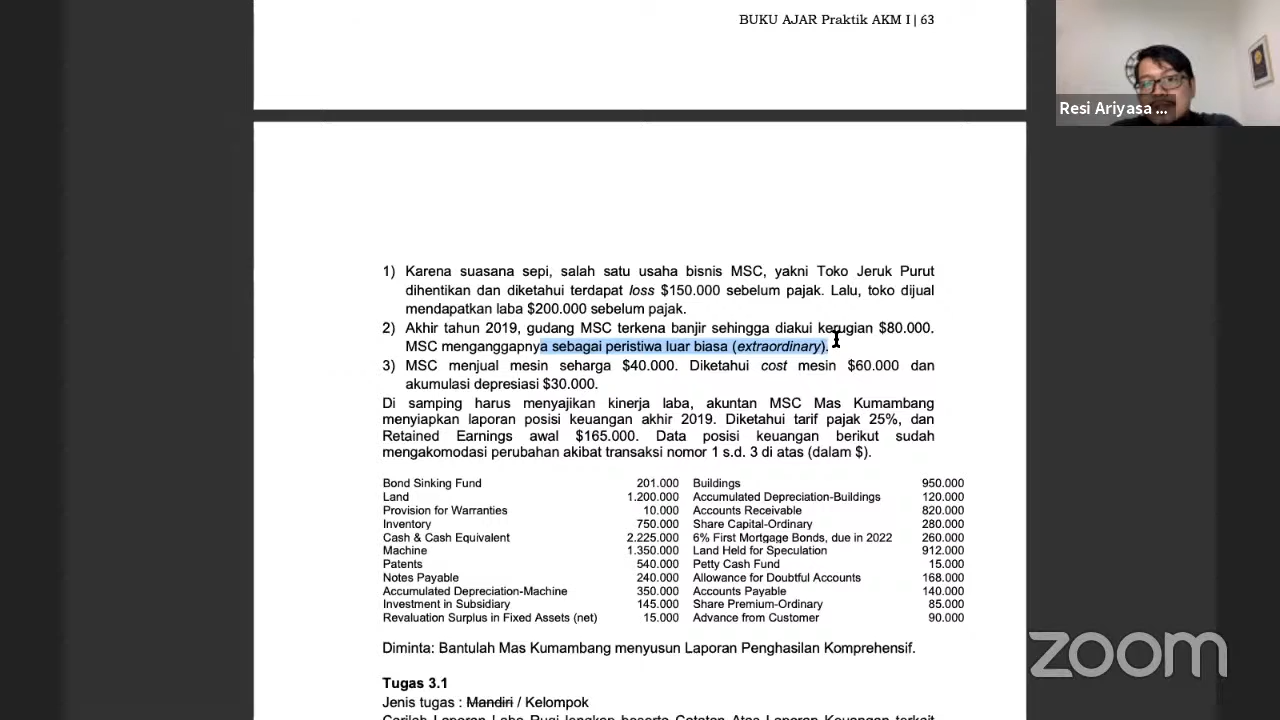 BUKU AJAR Praktik AKM I| 63
Resi Ariyasa ...
1) Karena suasana sepi, salah satu usaha bisnis MSC, yakni Toko Jeruk Purut
dihentikan dan diketahui terdapat loss $150.000 sebelum pajak. Lalu, toko dijual
mendapatkan laba $200.000 sebelum pajak.
2) Akhir tahun 2019, gudang MSC terkena banjir sehingga diakui kerugian $80.000.
MSC menganggapnya sebagai peristiwa luar biasa (extraordinary).
3) MSC menjual mesin seharga $40.000. Diketahui cost mesin $60.000 dan
akumulasi depresiasi $30.000.
Di samping harus menyajikan kinerja laba, akuntan MSC Mas Kumambang
menyiapkan laporan posisi keuangan akhir 2019. Diketahui tarif pajak 25%, dan
Retained Earnings awal $165.000. Data posisi keuangan berikut sudah
mengakomodasi perubahan akibat transaksi nomor 1 s.d. 3 di atas (dalam $).
Bond Sinking Fund 201.000 Buildings 950.000
Land 1.200.000 Accumulated Depreciation-Buildings 120.000
Provision for Warranties 10.000 Accounts Receivable 820.000
Inventory 750.000 Share Capital-Ordinary 280.000
Cash & Cash Equivalent 2.225.000 6% First Mortgage Bonds, due in 2022 260.000
Machine 1.350.000 Land Held for Speculation 912.000
Patents 540.000 Petty Cash Fund 15.000
Notes Payable 240.000 Allowance for Doubtful Accounts 168.000
Accumulated Depreciation-Machine 350.000 Accounts Payable 140.000
Investment in Subsidiary 145.000 Share Premium-Ordinary 85.000
Revaluation Surplus in Fixed Assets (net) 15.000 Advance from Customer 90.000
Diminta: Bantulah Mas Kumambang menyusun Laporan Penghasilan Komprehensif.
zoom
Tugas 3.1
Jenis tugas : Mandiri / Kelompok
Carilah Laporan Laba Rugi lengkap beserta Catatan Atas Laporan Keuangan terkait